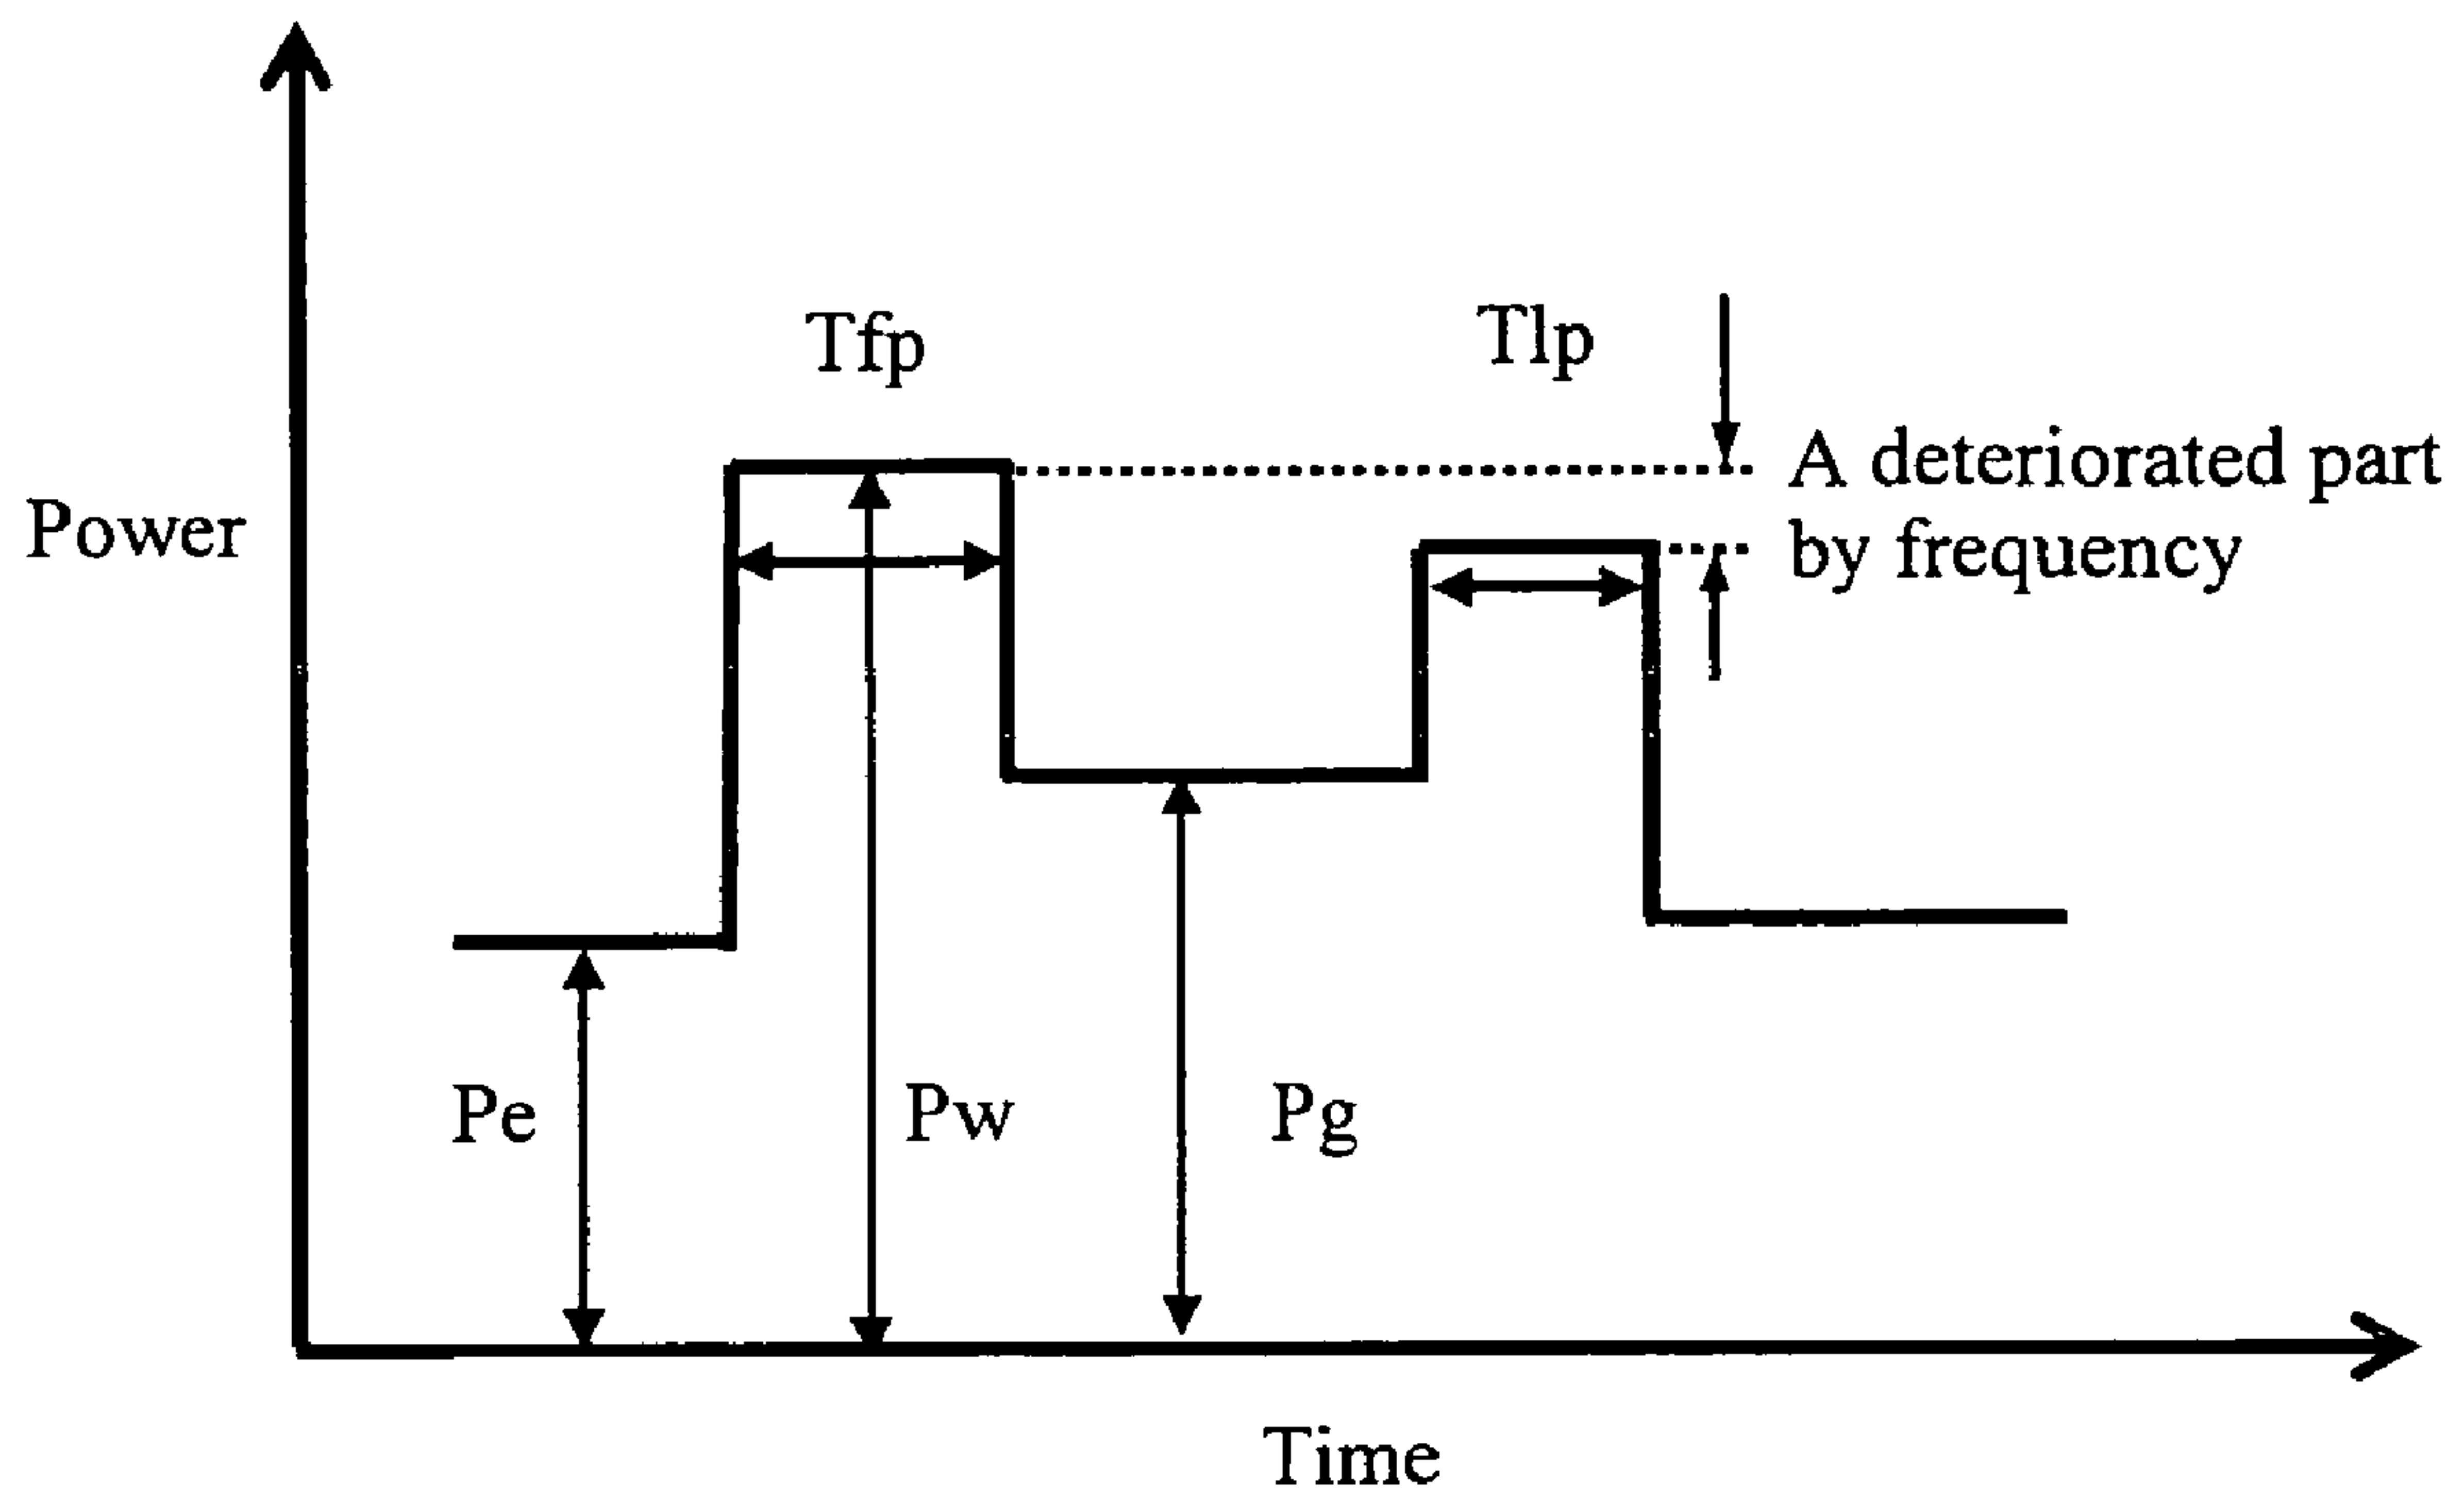 Tfp
Tlp
A deteriorated part
by frequency
Power
Pe
Pw
Pg
Time